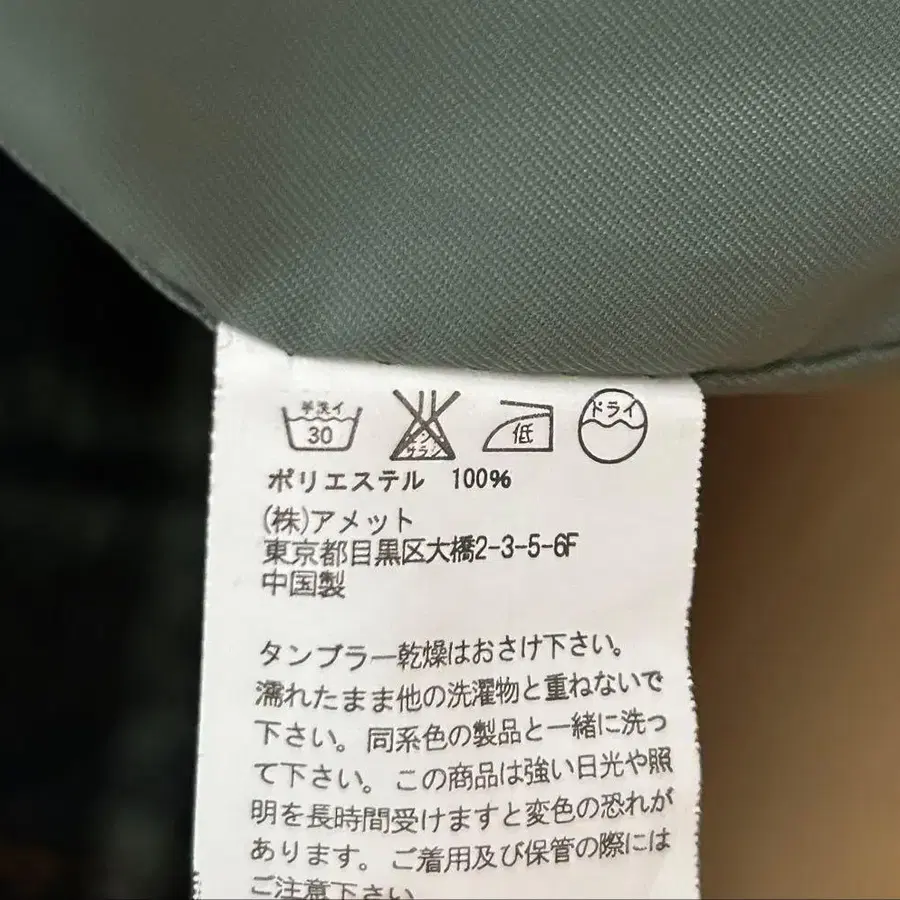 手洗イ 30 エンソサラシ 低 ドライ
ポリエステル 100%
(株)アメット
東京都目黒区大橋2-3-5-6F
中国製
タンブラー乾燥はおさけ下さい。
濡れたまま他の洗濯物と重ねないで
下さい。同系色の製品と一緒に洗っ
て下さい。この商品は強い日光や照
明を長時間受けますと変色の恐れが
あります。ご着用及び保管の際には
ご注意下さい